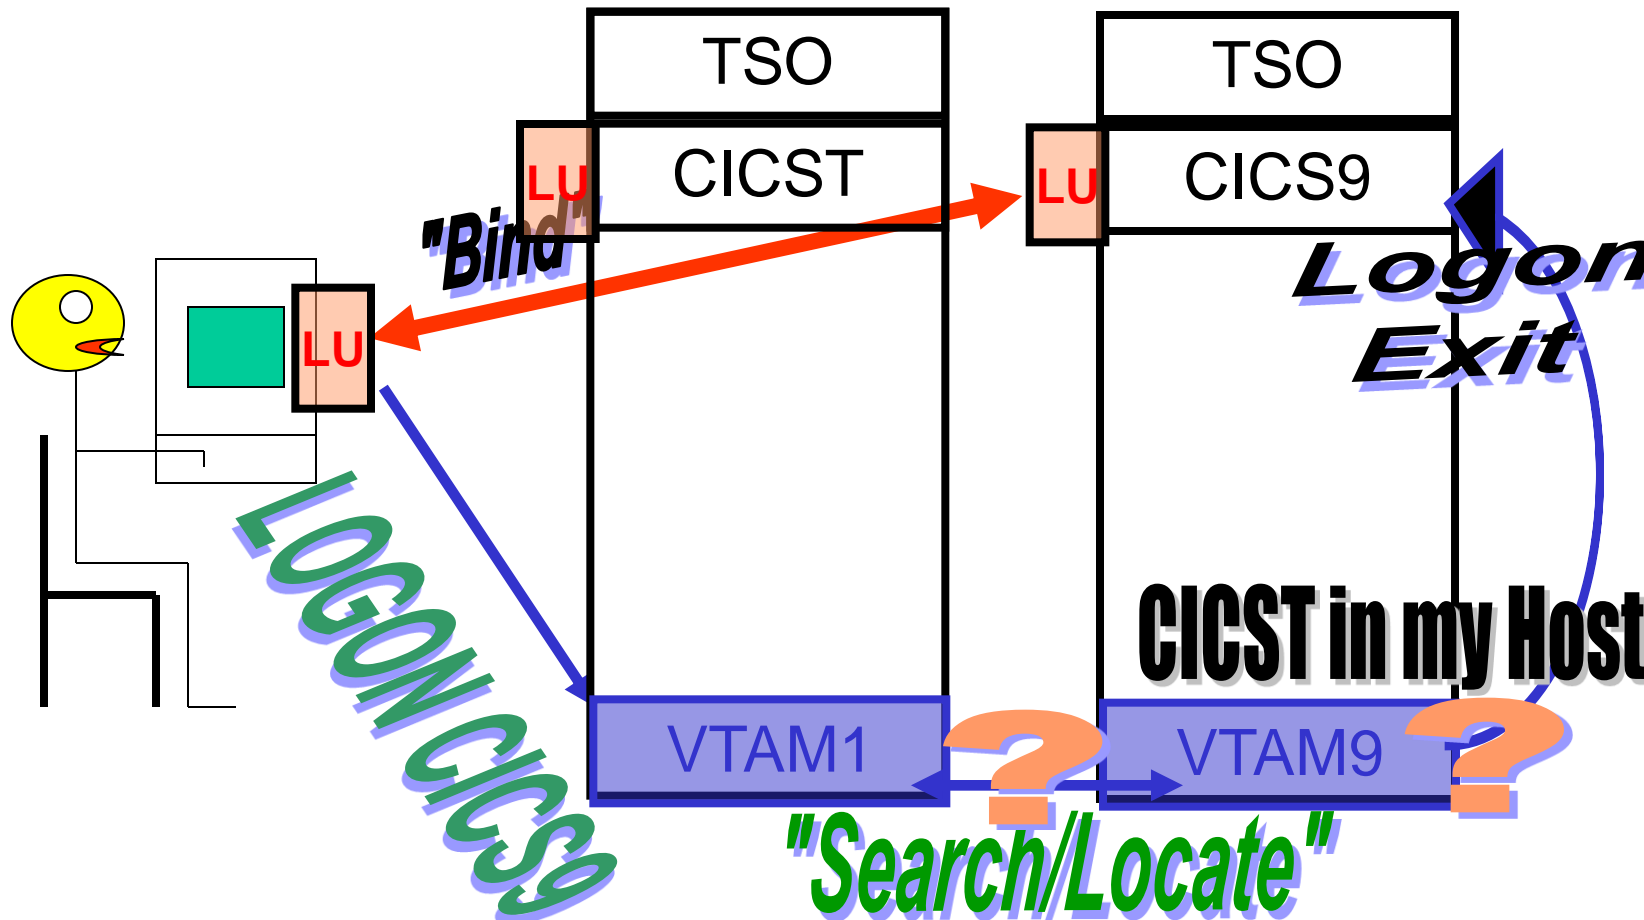 TSO
TSO
CICST
CICS9
LU
LU
"Bind"
LU
Logon
Exit
LOGON CICS9
CICST in my Host
VTAM1
?
VTAM9
?
"Search/Locate"